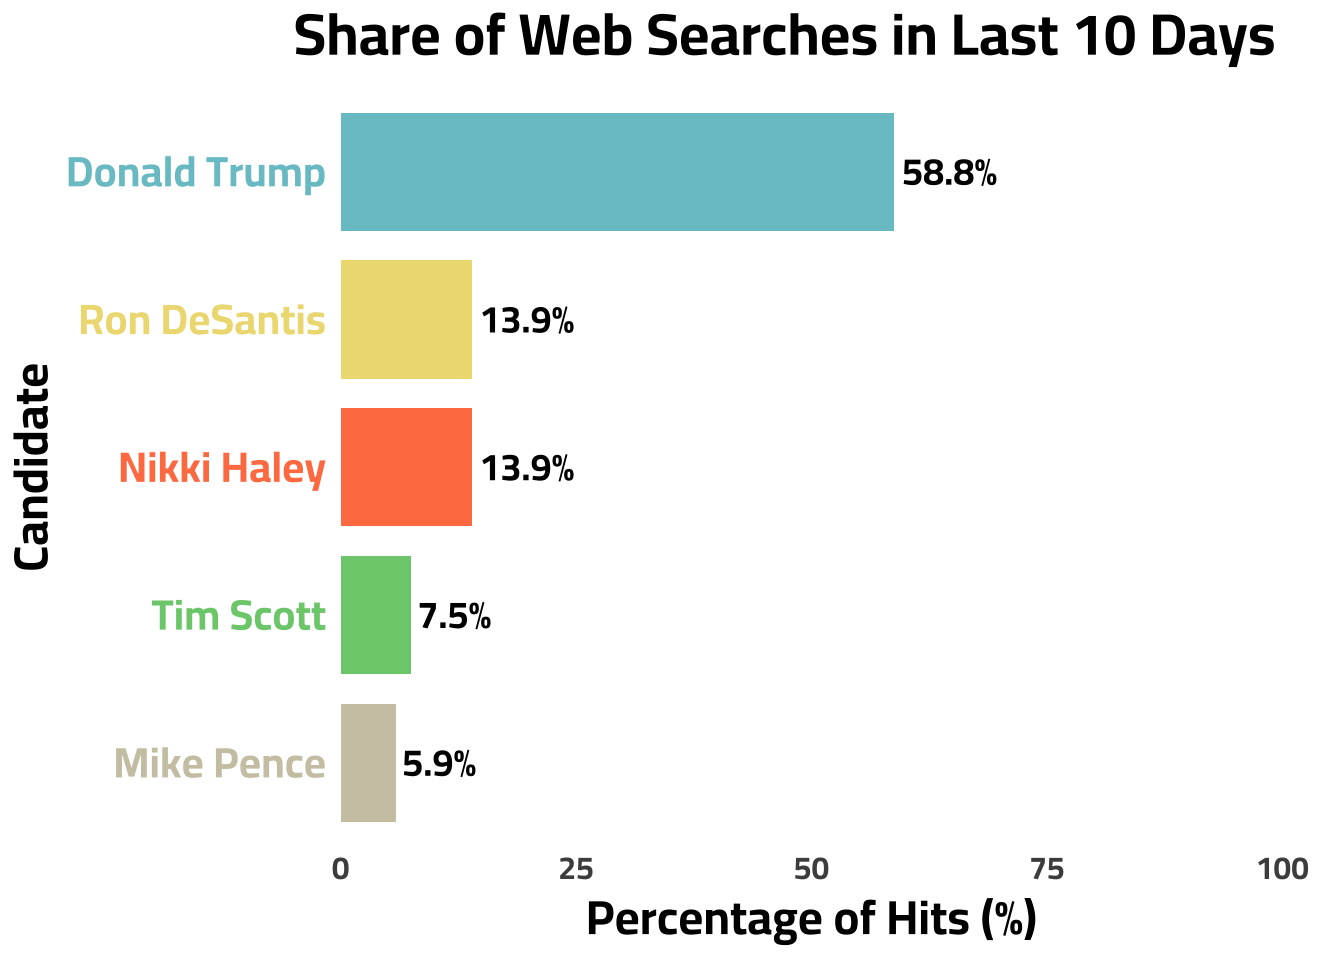 Share of Web Searches in Last 10 Days
Candidate
Donald Trump 58.8%
Ron DeSantis 13.9%
Nikki Haley 13.9%
Tim Scott 7.5%
Mike Pence 5.9%
0 25 50 75 100
Percentage of Hits (%)